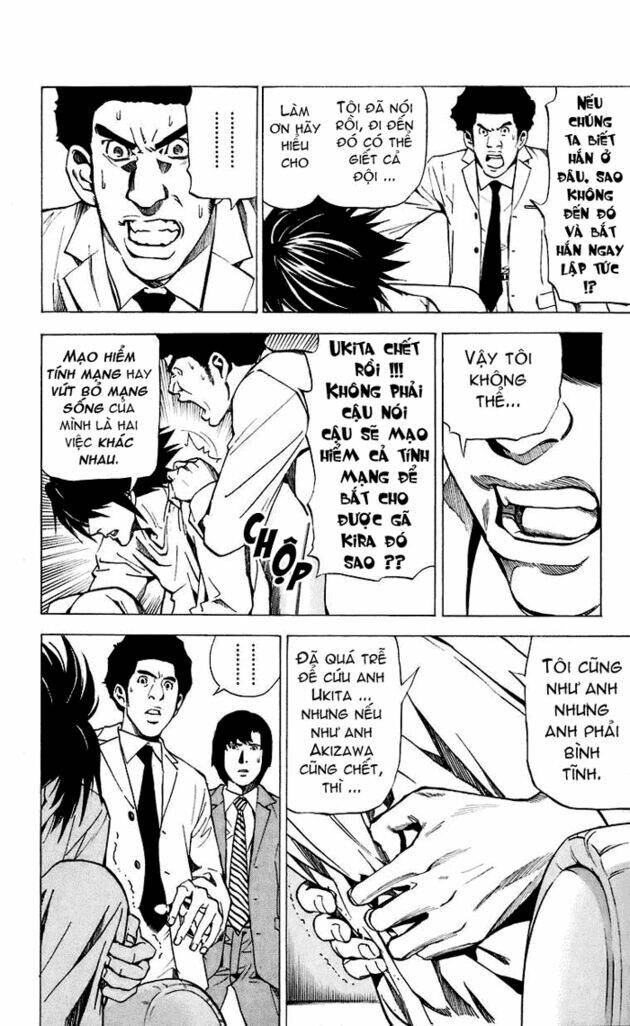 NẾU
CHÚNG
TA BIẾT
HẮN Ở
ĐÂU, SAO
KHÔNG
ĐẾN ĐÓ
VÀ BẮT
HẮN NGAY
LẬP TỨC
!?
TÔI ĐÃ NÓI
RỒI, ĐI ĐẾN
ĐÓ CÓ THỂ
GIẾT CẢ
ĐỘI ...
LÀM
ƠN HÃY
HIỂU
CHO
......
VẬY TÔI
KHÔNG
THỂ...
UKITA CHẾT
RỒI !!!
KHÔNG PHẢI
CẬU NÓI
CẬU SẼ MẠO
HIỂM CẢ TÍNH
MẠNG ĐỂ
BẮT CHO
ĐƯỢC GÃ
KIRA ĐÓ
SAO ??
MẠO HIỂM
TÍNH MẠNG HAY
VỨT BỎ MẠNG
SỐNG CỦA
MÌNH LÀ HAI
VIỆC KHÁC
NHAU.
CHỘP
TÔI CŨNG
NHƯ ANH
NHƯNG
ANH PHẢI
BÌNH
TĨNH.
ĐÃ QUÁ TRỄ
ĐỂ CỨU ANH
UKITA ...
NHƯNG NẾU
NHƯ ANH
AKIZAWA
CŨNG CHẾT,
THÌ ...
......